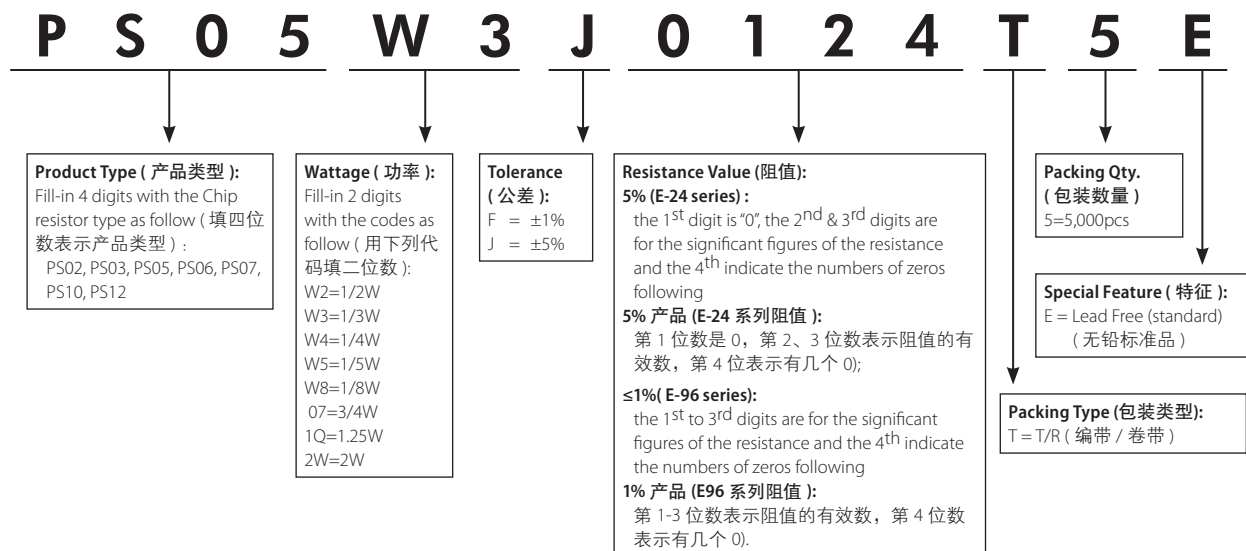 P S 0 5 W 3 J 0 1 2 4 T 5 E
Product Type ( 产品类型 ):
Fill-in 4 digits with the Chip
resistor type as follow ( 填四位
数表示产品类型 ) :
PS02, PS03, PS05, PS06, PS07,
PS10, PS12
Wattage ( 功率 ):
Fill-in 2 digits
with the codes as
follow ( 用下列代
码填二位数 ):
W2=1/2W
W3=1/3W
W4=1/4W
W5=1/5W
W8=1/8W
07=3/4W
1Q=1.25W
2W=2W
Tolerance
( 公差 ):
F = ±1%
J = ±5%
Resistance Value (阻值):
5% (E-24 series) :
the 1st digit is "0", the 2nd & 3rd digits are
for the significant figures of the resistance
and the 4th indicate the numbers of zeros
following
5% 产品 (E-24 系列阻值 ):
第 1 位数是 0，第 2、3 位数表示阻值的有
效数，第 4 位表示有几个 0);
≤1%( E-96 series):
the 1st to 3rd digits are for the significant
figures of the resistance and the 4th indicate
the numbers of zeros following
1% 产品 (E96 系列阻值 ):
第 1-3 位数表示阻值的有效数，第 4 位数
表示有几个 0).
Packing Qty.
( 包装数量 )
5=5,000pcs
Special Feature ( 特征 ):
E = Lead Free (standard)
( 无铅标准品 )
Packing Type (包装类型):
T = T/R ( 编带 / 卷带 )